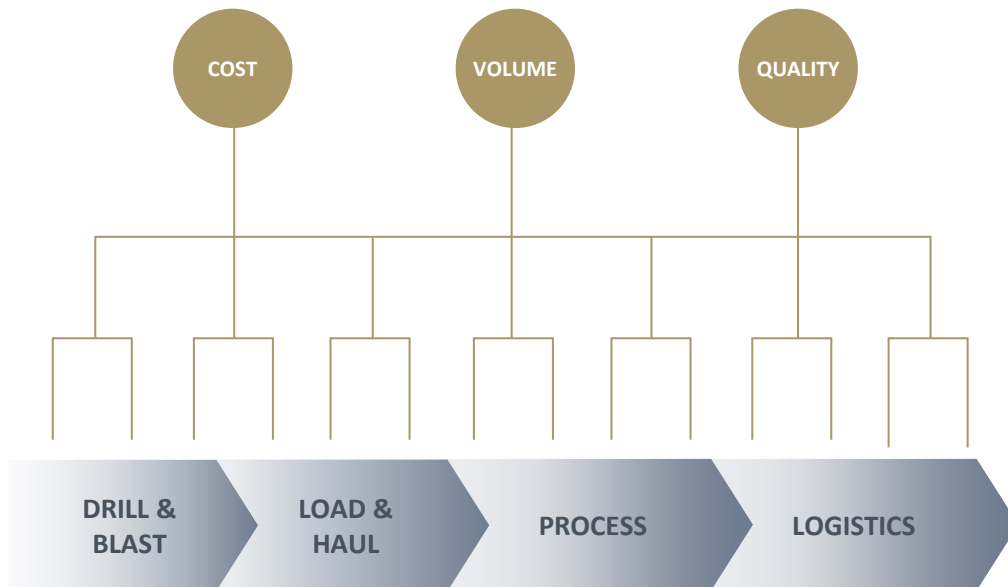 COST
VOLUME
QUALITY
DRILL &
BLAST
LOAD &
HAUL
PROCESS
LOGISTICS